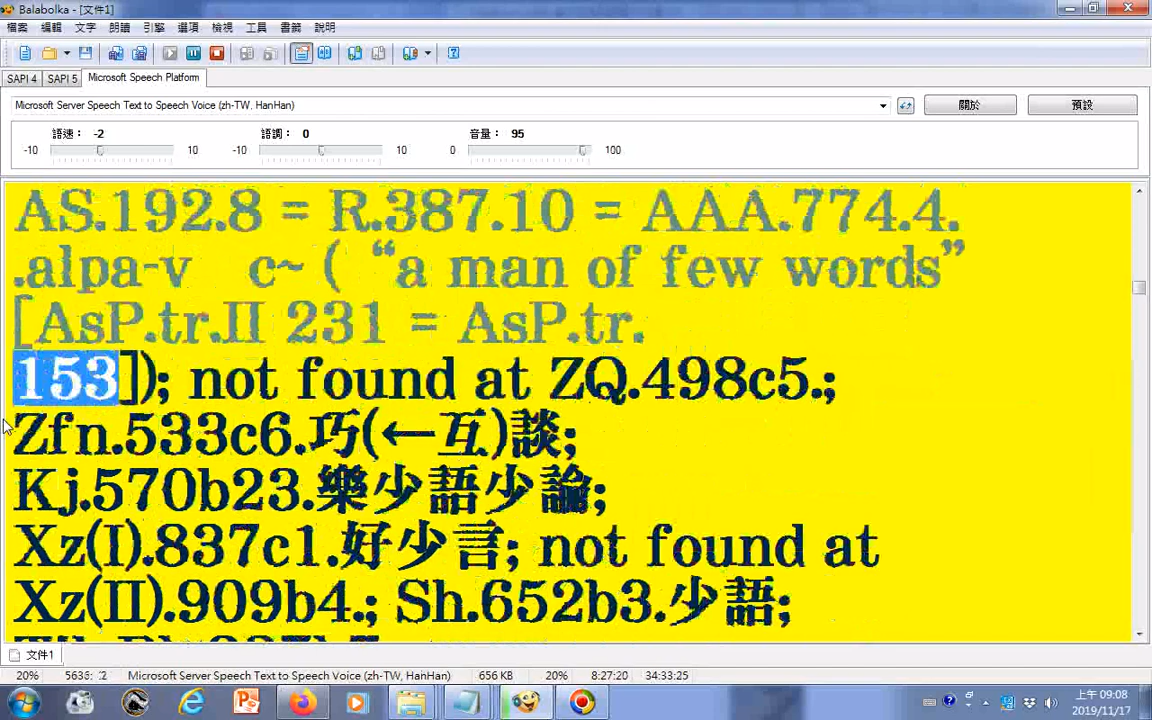 Balabolka - [文件1]
檔案 編輯 文字 朗讀 引擎 選項 檢視 工具 書籤 說明
SAPI 4 SAPI 5 Microsoft Speech Platform
Microsoft Server Speech Text to Speech Voice (zh-TW, HanHan) 關於 預設
語速： -2 語調： 0 音量： 95
-10 10 -10 10 0 100
AS.192.8 = R.387.10 = AAA.774.4.
.alpa-v c~ ( “a man of few words”
[AsP.tr.II 231 = AsP.tr.
153]); not found at ZQ.498c5.;
Zfn.533c6.巧(←互)談;
Kj.570b23.樂少語少論;
Xz(I).837c1.好少言; not found at
Xz(II).909b4.; Sh.652b3.少語;
文件1
20% Microsoft Server Speech Text to Speech Voice (zh-TW, HanHan) 656 KB 20% 8:27:20 34:33:25
上午 09:08
2019/11/17